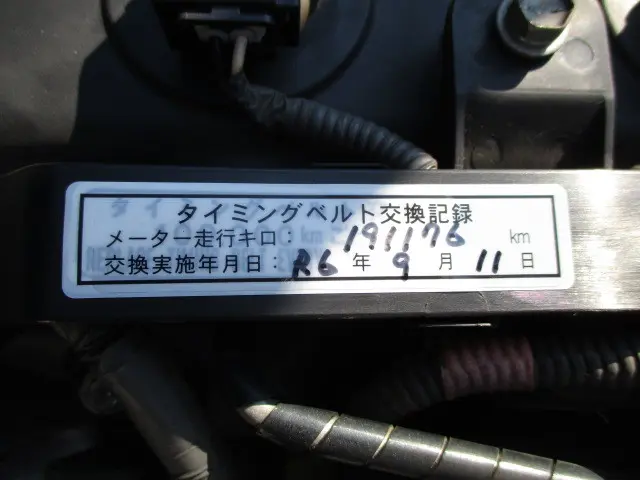 タイミングベルト交換記録
メーター走行キロ: 191176 km
交換実施年月日: R6 年 9 月 11 日